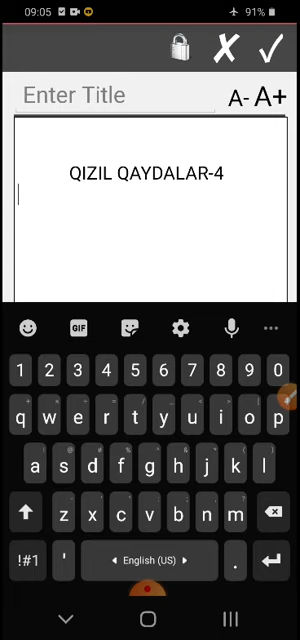 09:05
91%
Enter Title
A- A+
QIZIL QAYDALAR-4
GIF
1 2 3 4 5 6 7 8 9 0
q w e r t y u i o p
a s d f g h j k l
z x c v b n m
!#1 ' English (US) .